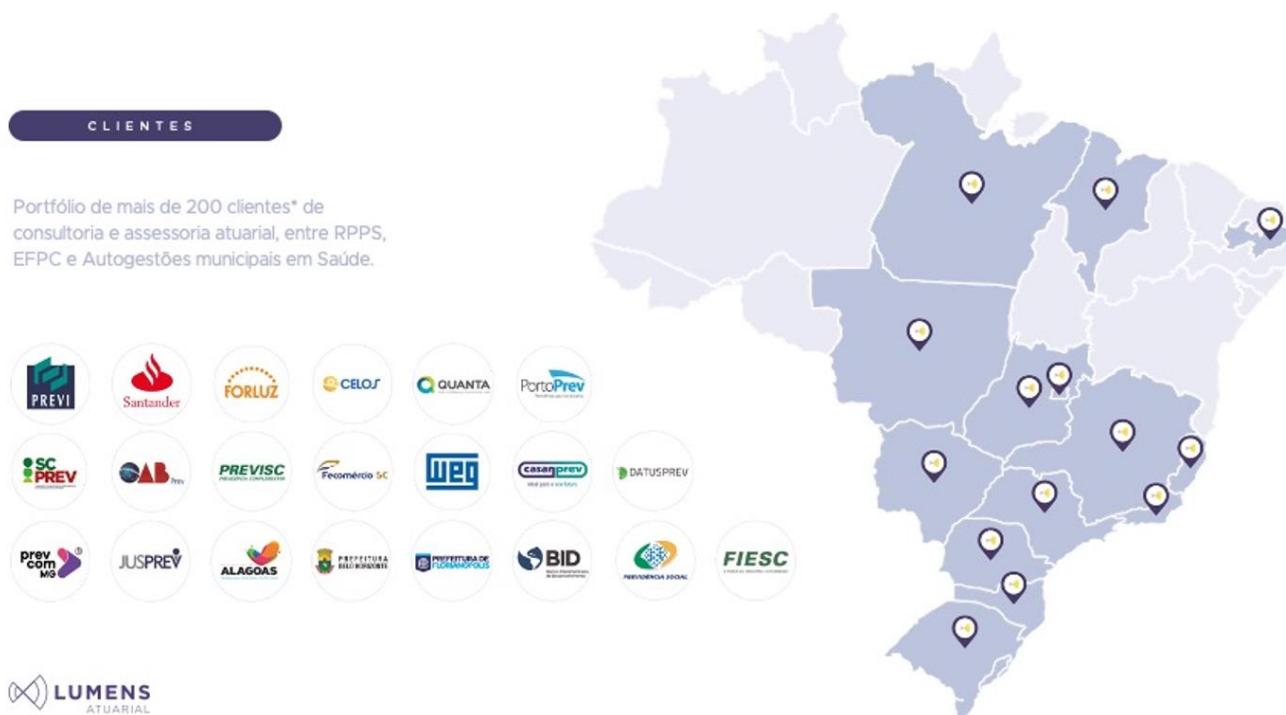 CLIENTES
Portfólio de mais de 200 clientes* de
consultoria e assessoria atuarial, entre RPPS,
EFPC e Autogestões municipais em Saúde.
PREVI
Santander
FORLUZ
CELOS
QUANTA
PortoPrev
SC
PREV
OAB Prev
PREVISC
PREVIDÊNCIA COMPLEMENTAR
Fecomércio SC
WEG
casanprev
DATUSPREV
prev
com
MG
JUSPREV
ALAGOAS
PREFEITURA
BELO HORIZONTE
PREFEITURA DE
FLORIANÓPOLIS
BID
PREVIDÊNCIA SOCIAL
FIESC
LUMENS
ATUARIAL